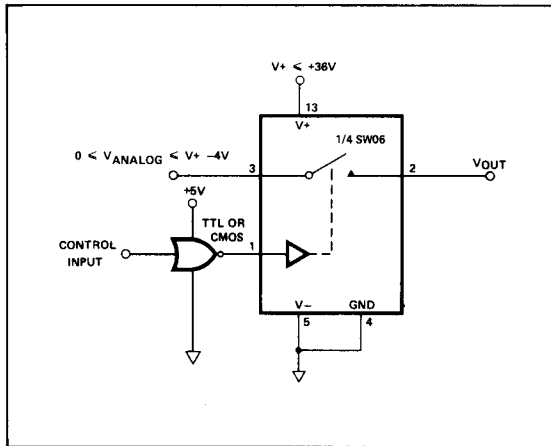 V+ ≤ +36V
13
V+
1/4 SW06
0 ≤ VANALOG ≤ V+ −4V
3
2
VOUT
+5V
TTL OR
CMOS
CONTROL
INPUT
1
V−
GND
5
4